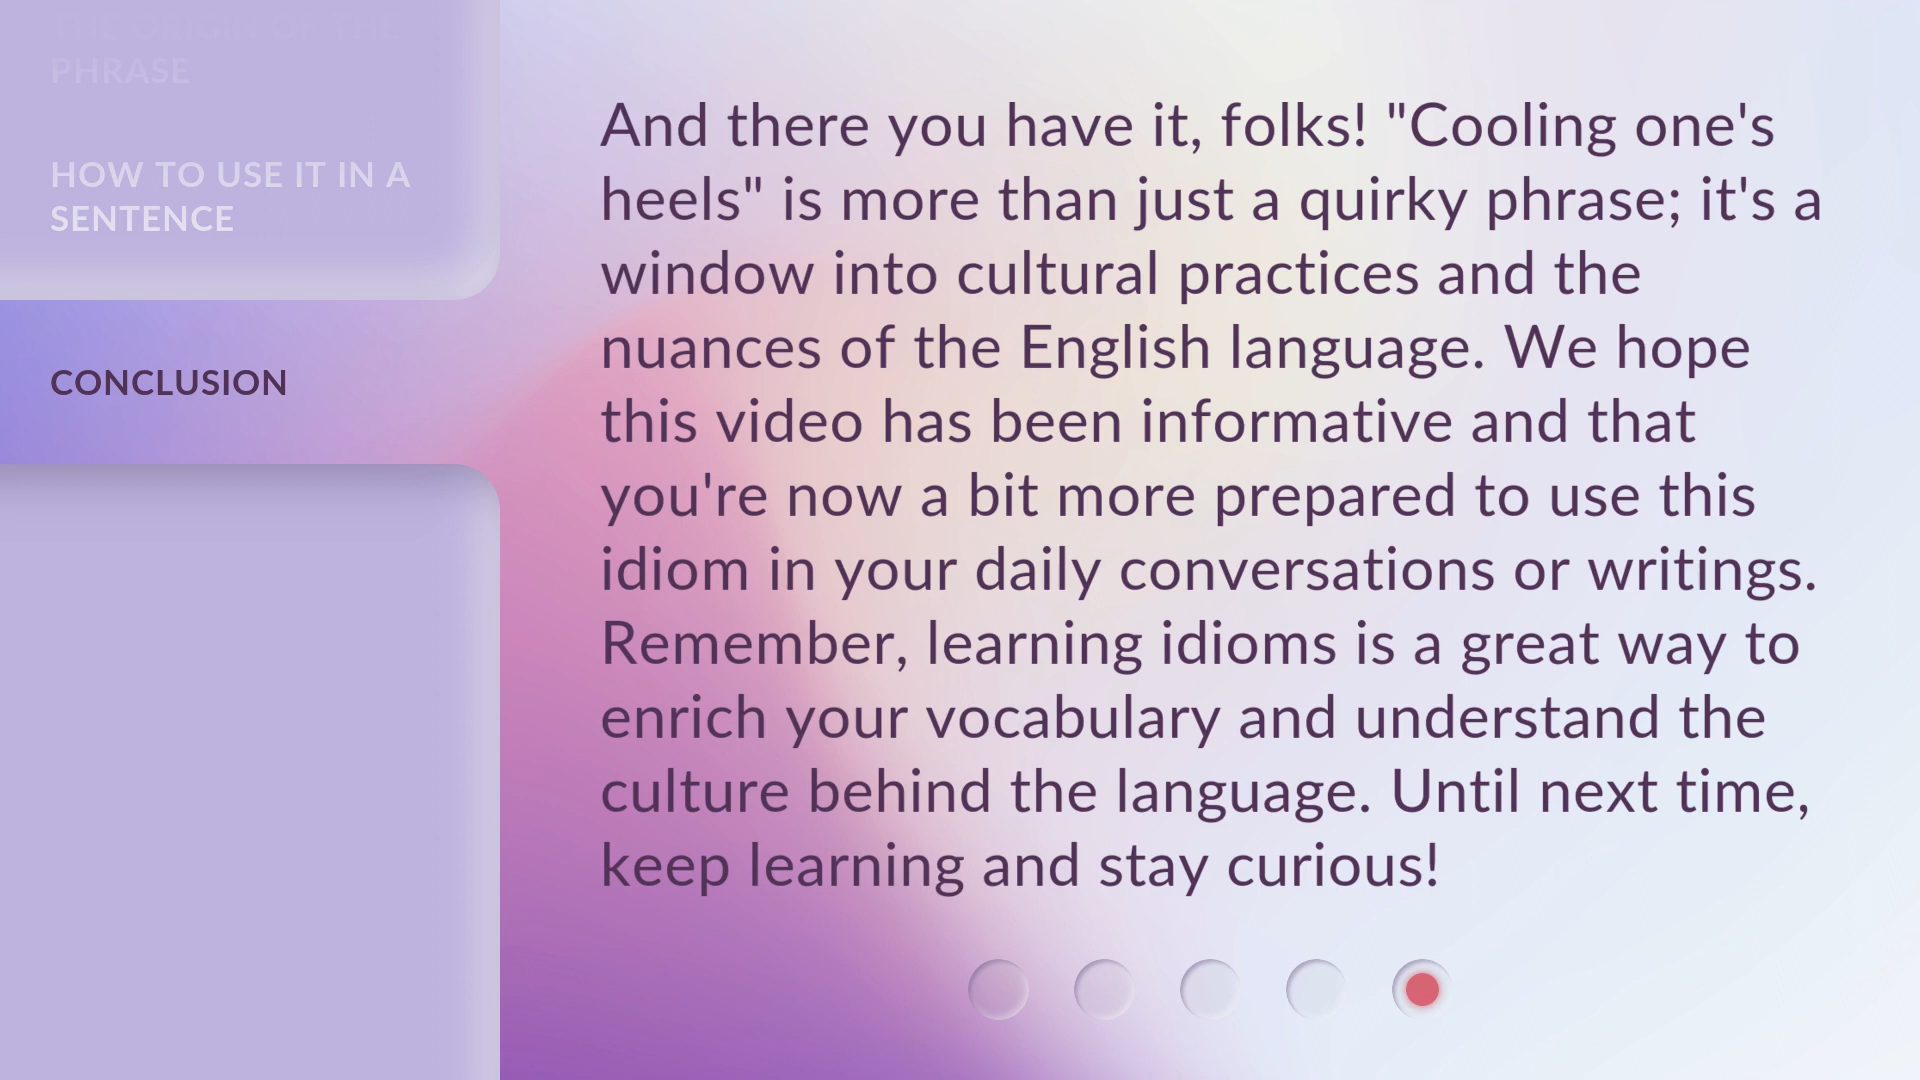 THE ORIGIN OF THE
PHRASE
HOW TO USE IT IN A
SENTENCE
CONCLUSION
And there you have it, folks! "Cooling one's
heels" is more than just a quirky phrase; it's a
window into cultural practices and the
nuances of the English language. We hope
this video has been informative and that
you're now a bit more prepared to use this
idiom in your daily conversations or writings.
Remember, learning idioms is a great way to
enrich your vocabulary and understand the
culture behind the language. Until next time,
keep learning and stay curious!